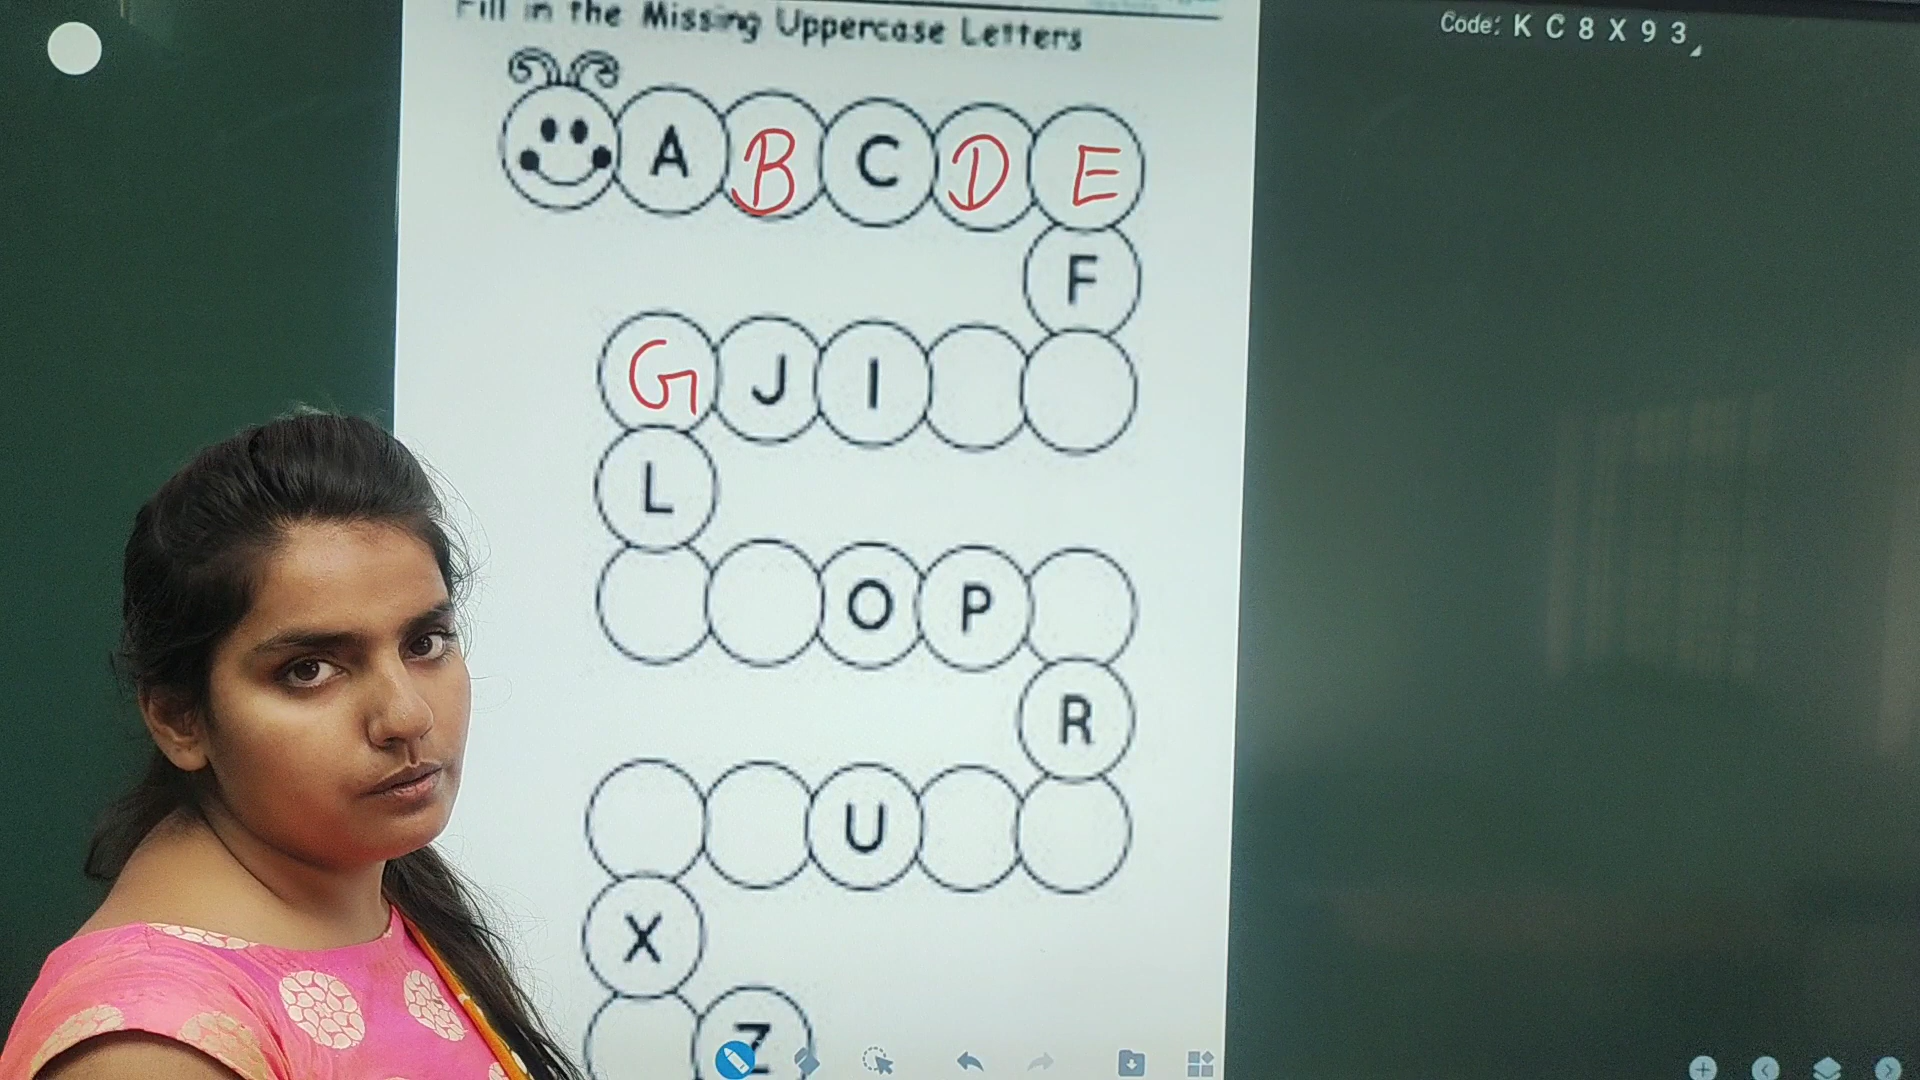 Fill in the Missing Uppercase Letters
Code: K C 8 X 9 3
A B C D E
F
G J I
L
O P
R
U
X
Z